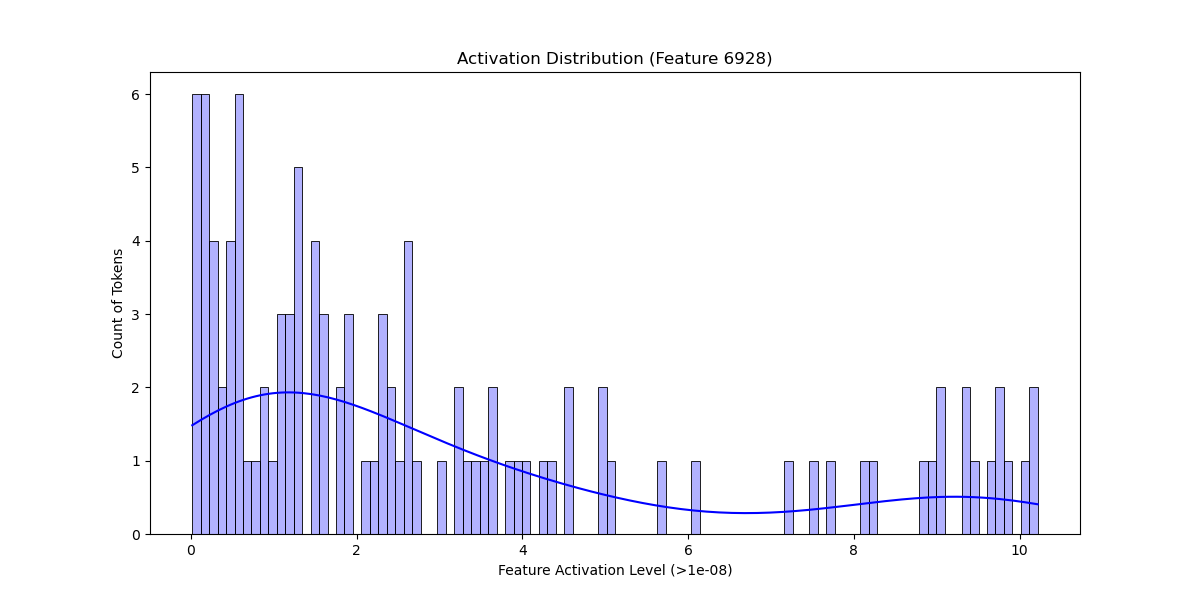 Activation Distribution (Feature 6928)
6
5
4
3
2
1
0
Count of Tokens
0 2 4 6 8 10
Feature Activation Level (>1e-08)